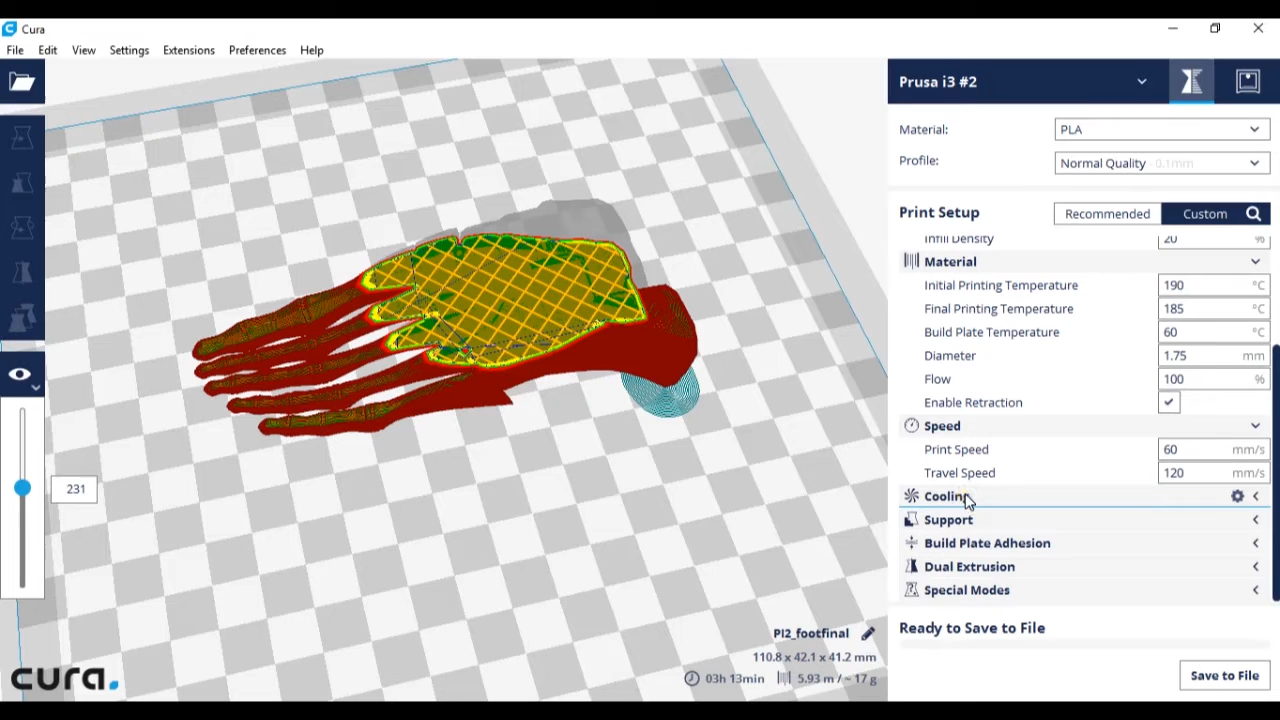 Cura
File Edit View Settings Extensions Preferences Help
Prusa i3 #2
Material: PLA
Profile: Normal Quality - 0.1mm
Print Setup Recommended Custom
Infill Density 20 %
Material
Initial Printing Temperature 190 °C
Final Printing Temperature 185 °C
Build Plate Temperature 60 °C
Diameter 1.75 mm
Flow 100 %
Enable Retraction
Speed
Print Speed 60 mm/s
Travel Speed 120 mm/s
Cooling
Support
Build Plate Adhesion
Dual Extrusion
Special Modes
231
PI2_footfinal
110.8 x 42.1 x 41.2 mm
03h 13min 5.93 m / ~ 17 g
Ready to Save to File
Save to File
cura.